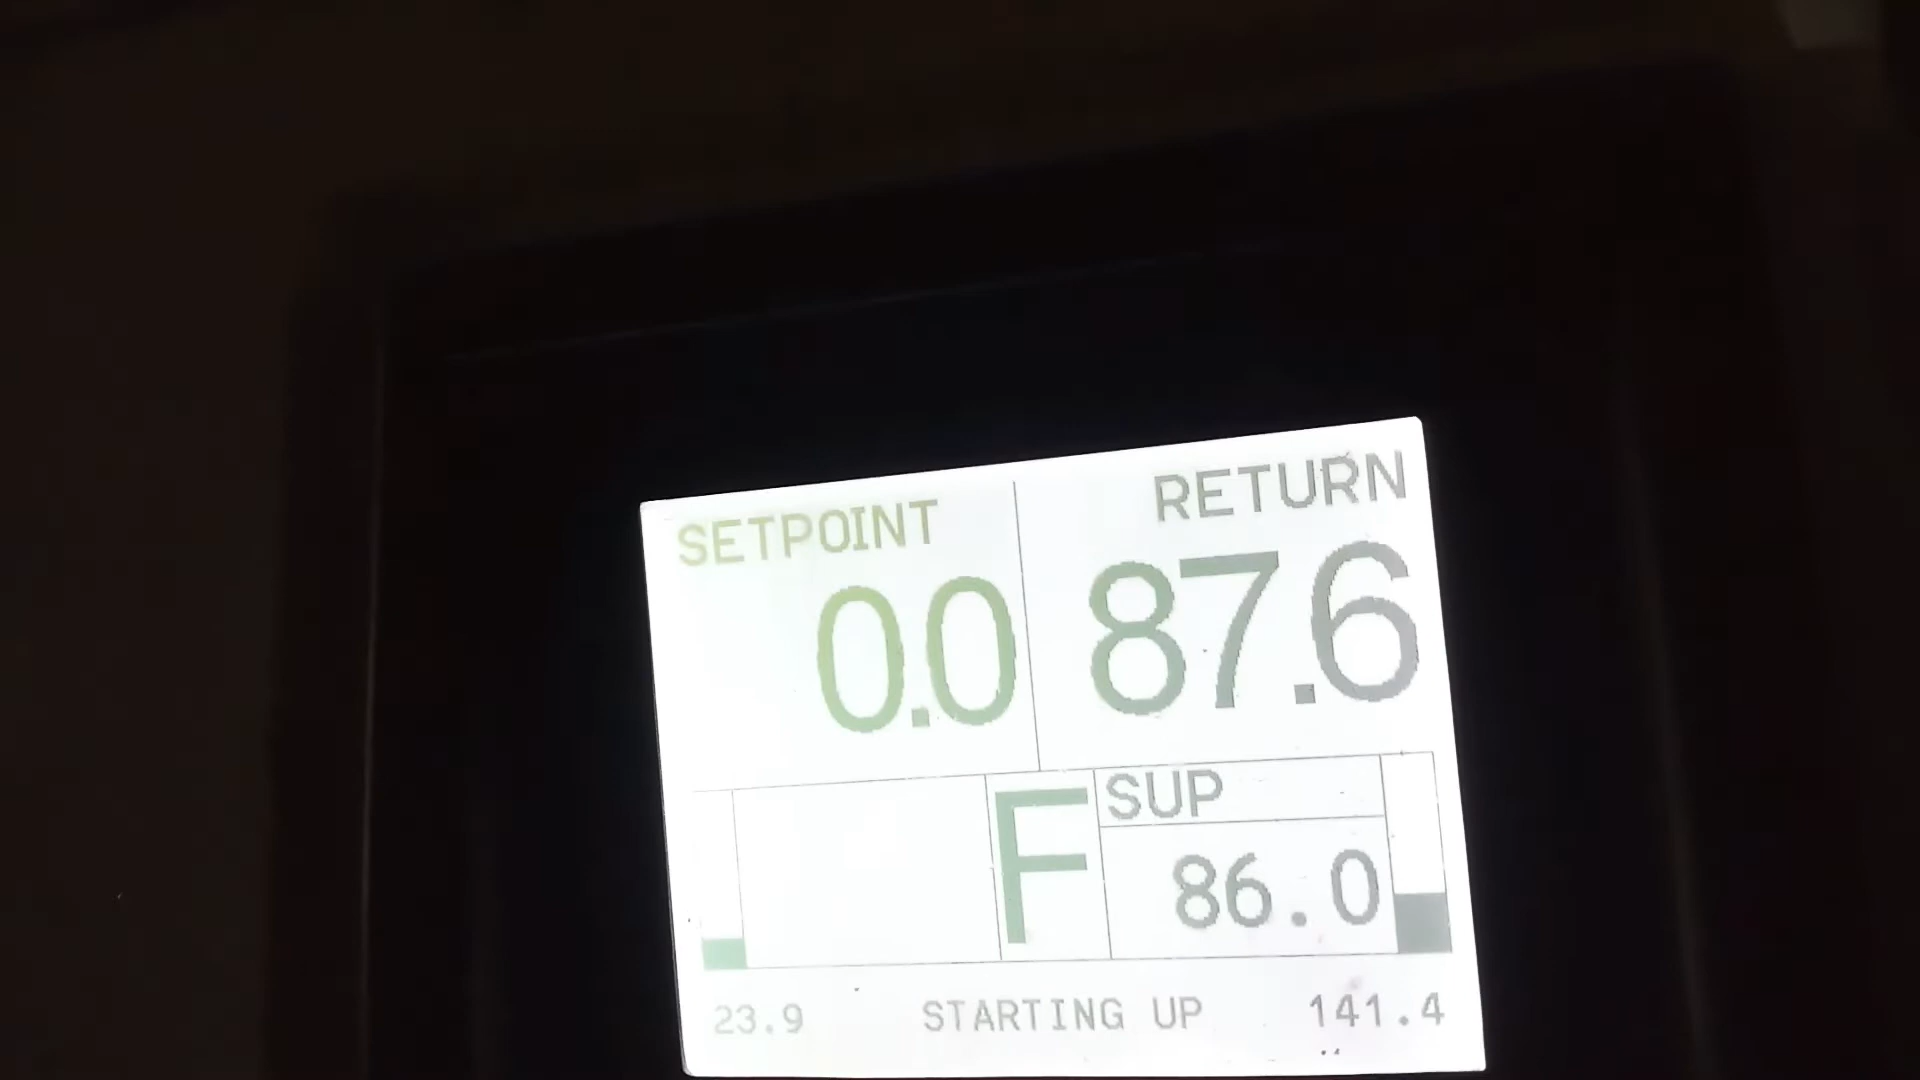 SETPOINT RETURN
0.0 87.6
F SUP
86.0
23.9 STARTING UP 141.4